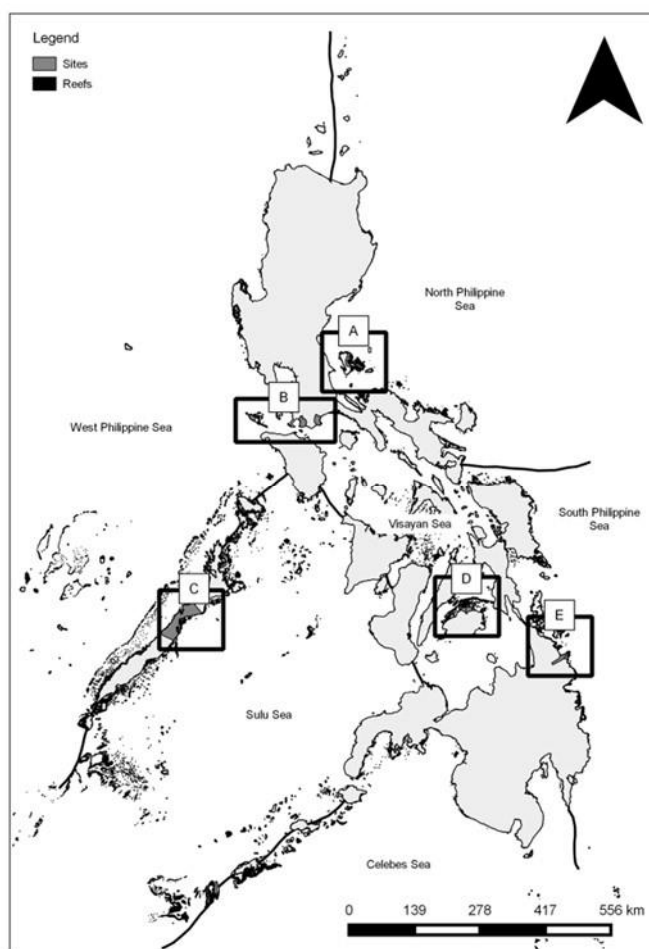 Legend
Sites
Reefs
North Philippine
Sea
A
B
West Philippine Sea
South Philippine
Sea
Visayan Sea
C
D
E
Sulu Sea
Celebes Sea
0 139 278 417 556 km